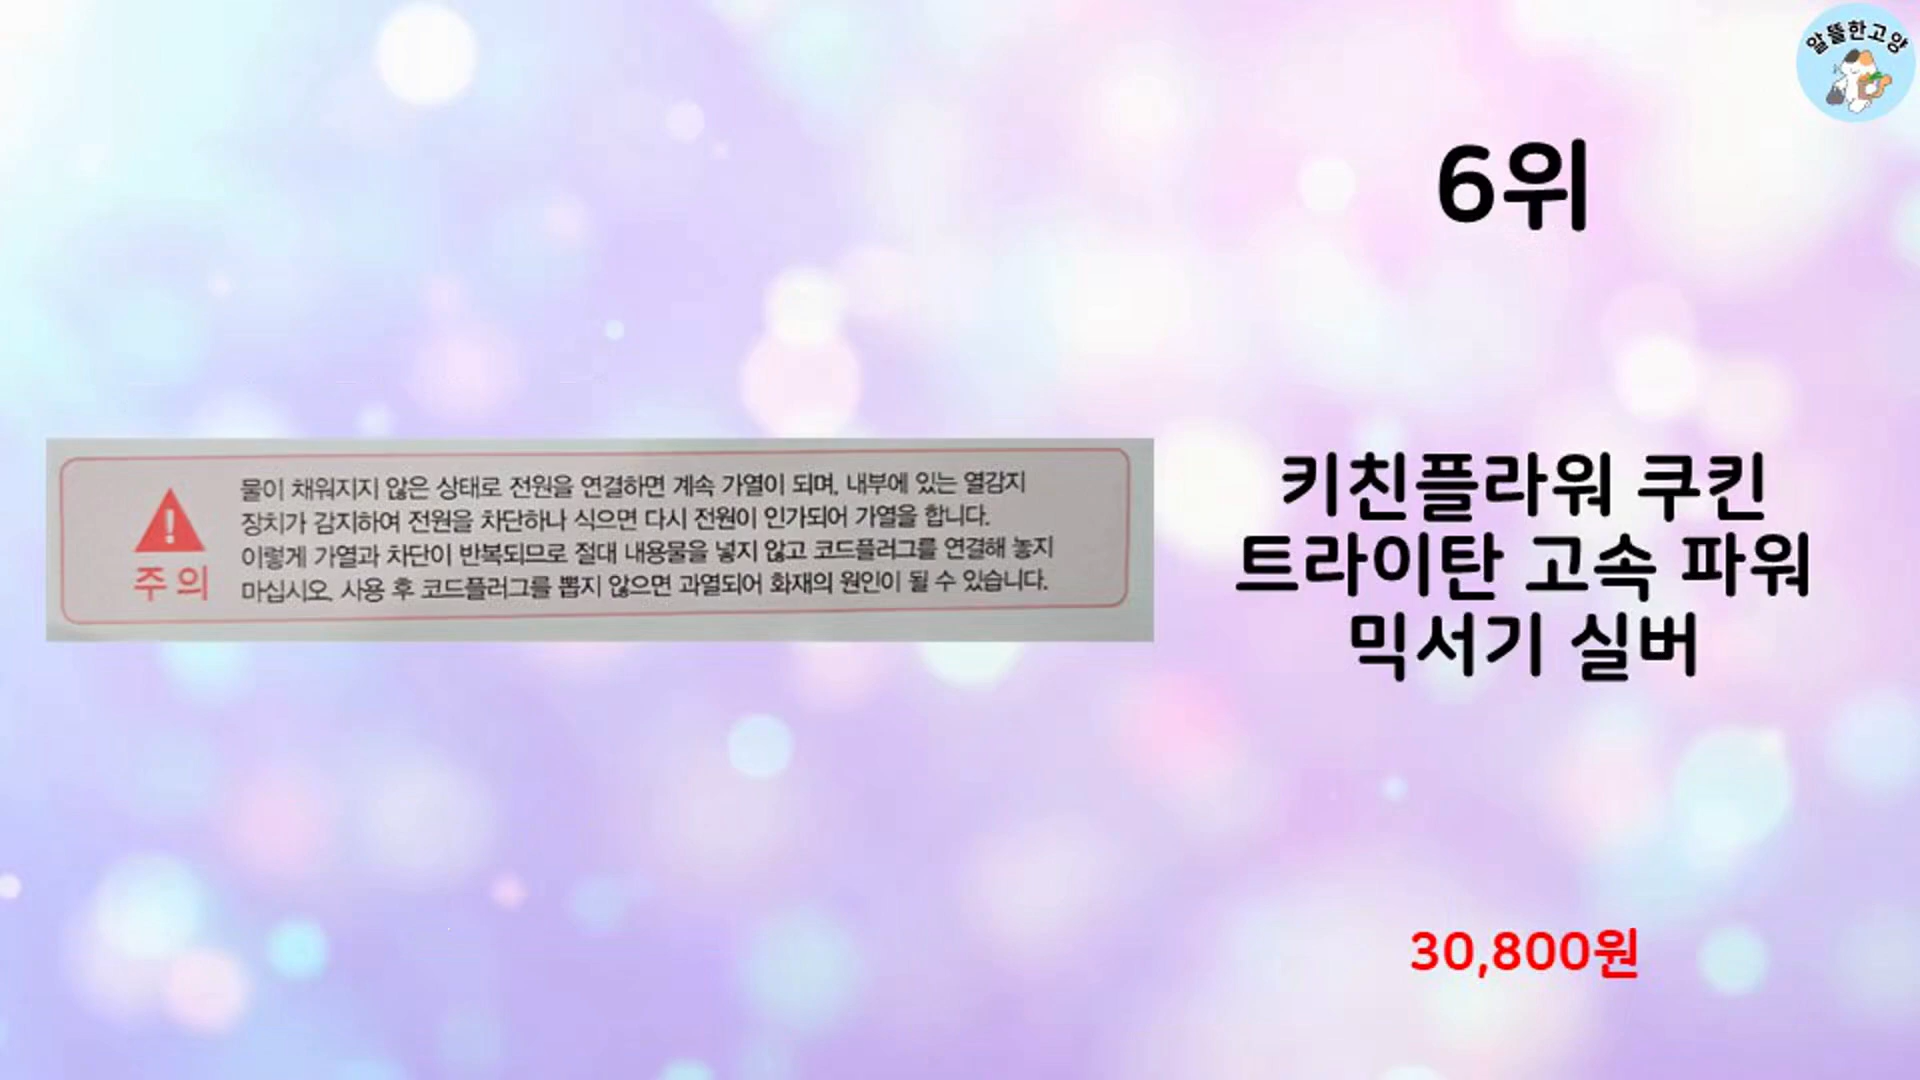 알뜰한고양
6위
물이 채워지지 않은 상태로 전원을 연결하면 계속 가열이 되며, 내부에 있는 열감지
장치가 감지하여 전원을 차단하나 식으면 다시 전원이 인가되어 가열을 합니다.
이렇게 가열과 차단이 반복되므로 절대 내용물을 넣지 않고 코드플러그를 연결해 놓지
마십시오. 사용 후 코드플러그를 뽑지 않으면 과열되어 화재의 원인이 될 수 있습니다.
주의
키친플라워 쿠킨
트라이탄 고속 파워
믹서기 실버
30,800원